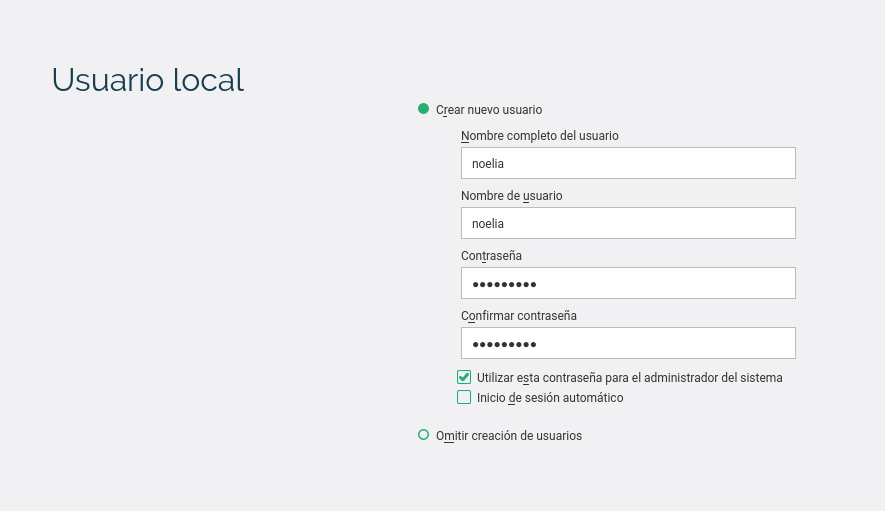 Usuario local
Crear nuevo usuario
Nombre completo del usuario
noelia
Nombre de usuario
noelia
Contraseña
●●●●●●●●●
Confirmar contraseña
●●●●●●●●●
Utilizar esta contraseña para el administrador del sistema
Inicio de sesión automático
Omitir creación de usuarios